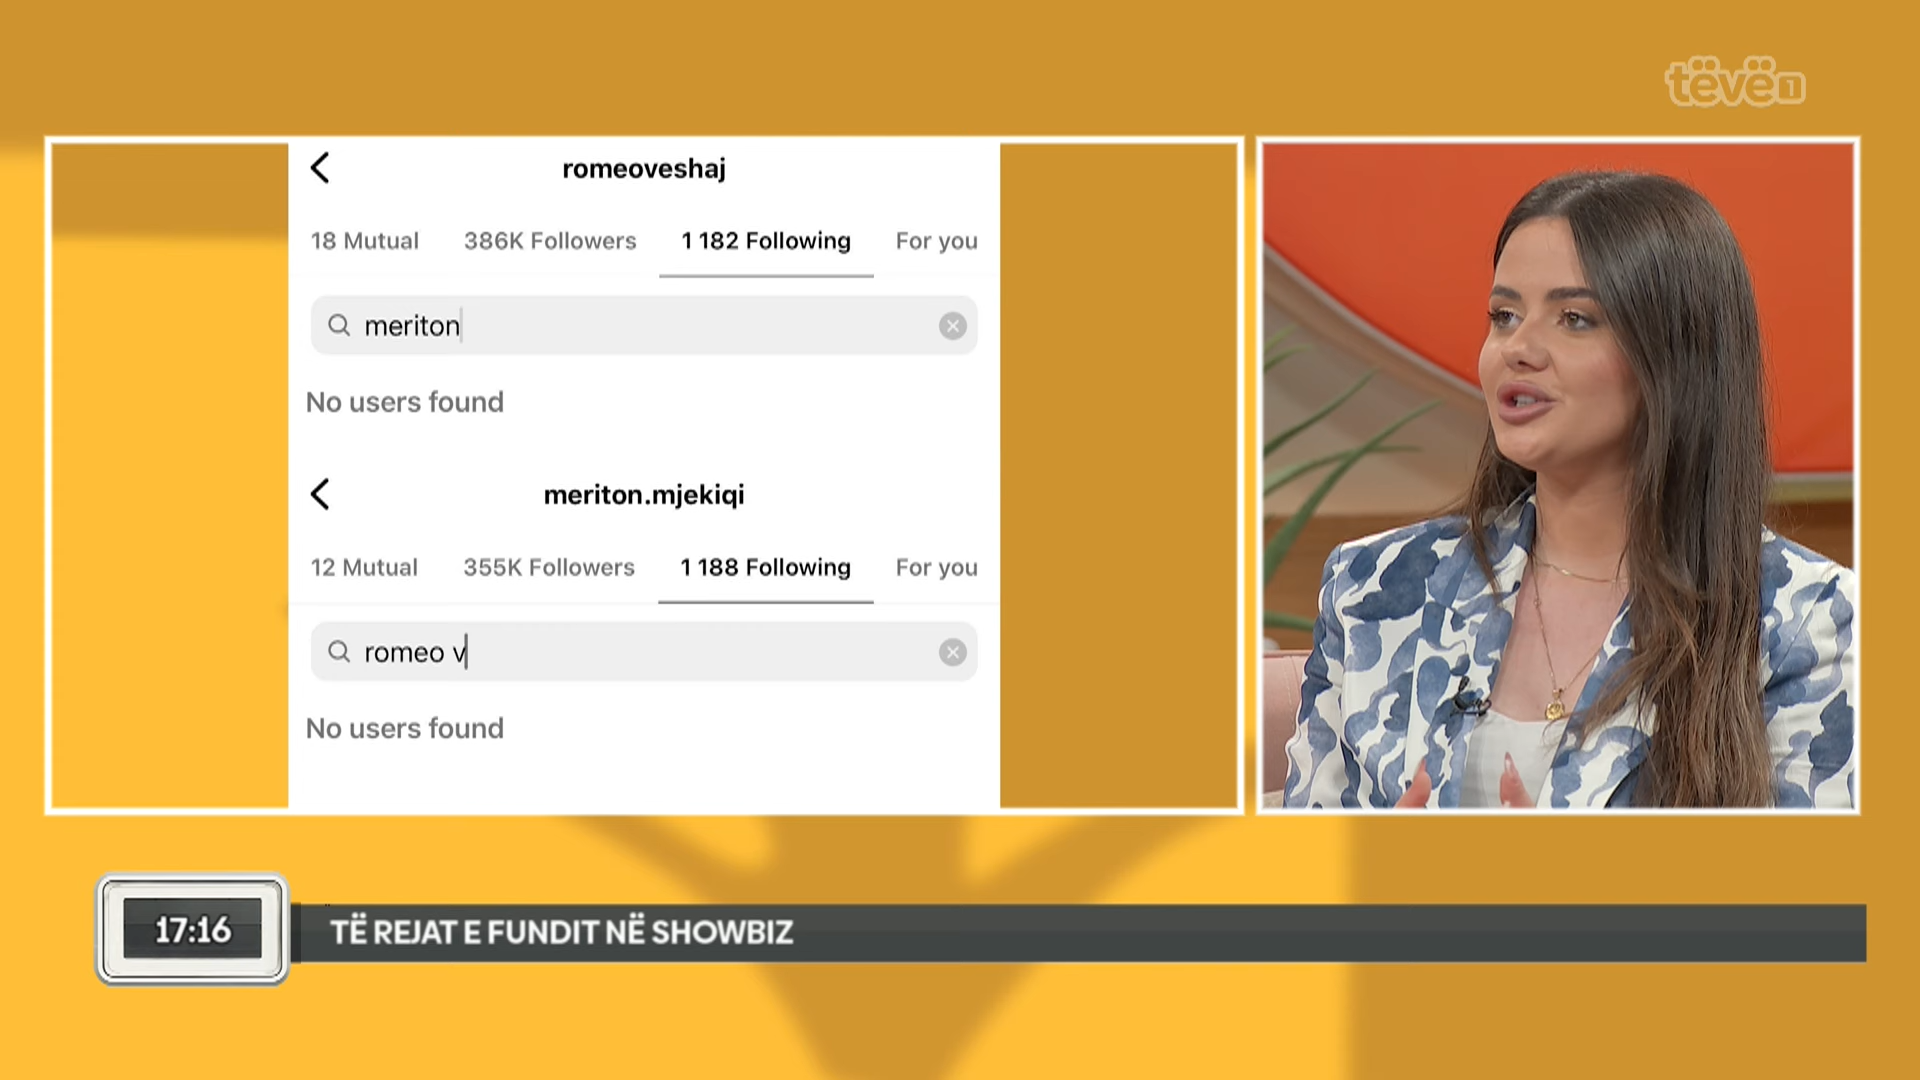 tëvë1
romeoveshaj
18 Mutual 386K Followers 1 182 Following For you
meriton
No users found
meriton.mjekiqi
12 Mutual 355K Followers 1 188 Following For you
romeo v
No users found
17:16 TË REJAT E FUNDIT NË SHOWBIZ